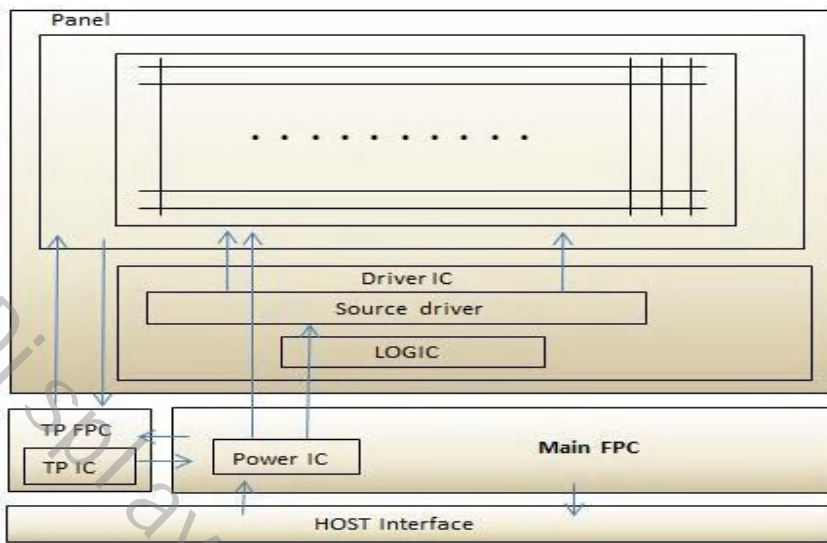 Panel
Driver IC
Source driver
LOGIC
TP FPC
TP IC
Power IC
Main FPC
HOST Interface